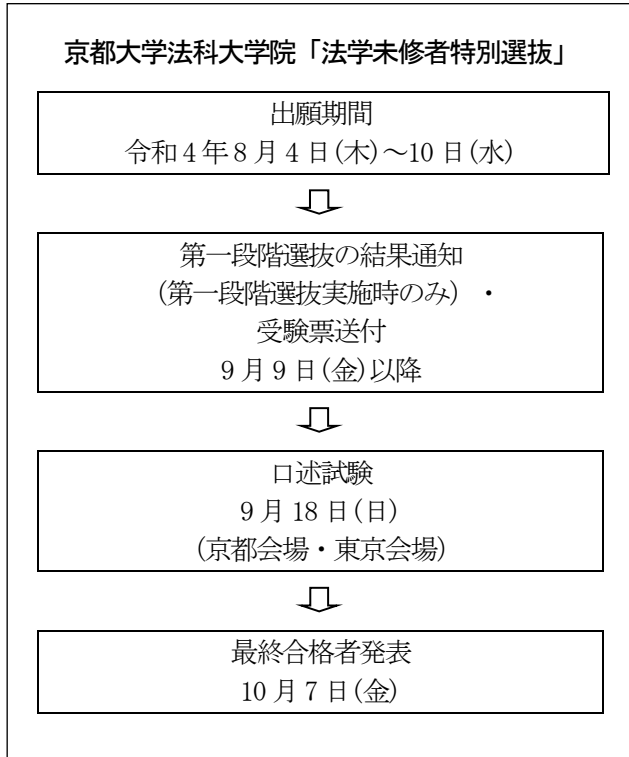 京都大学法科大学院「法学未修者特別選抜」
出願期間
令和4年8月4日(木)～10日(水)
第一段階選抜の結果通知
(第一段階選抜実施時のみ)・
受験票送付
9月9日(金)以降
口述試験
9月18日(日)
(京都会場・東京会場)
最終合格者発表
10月7日(金)